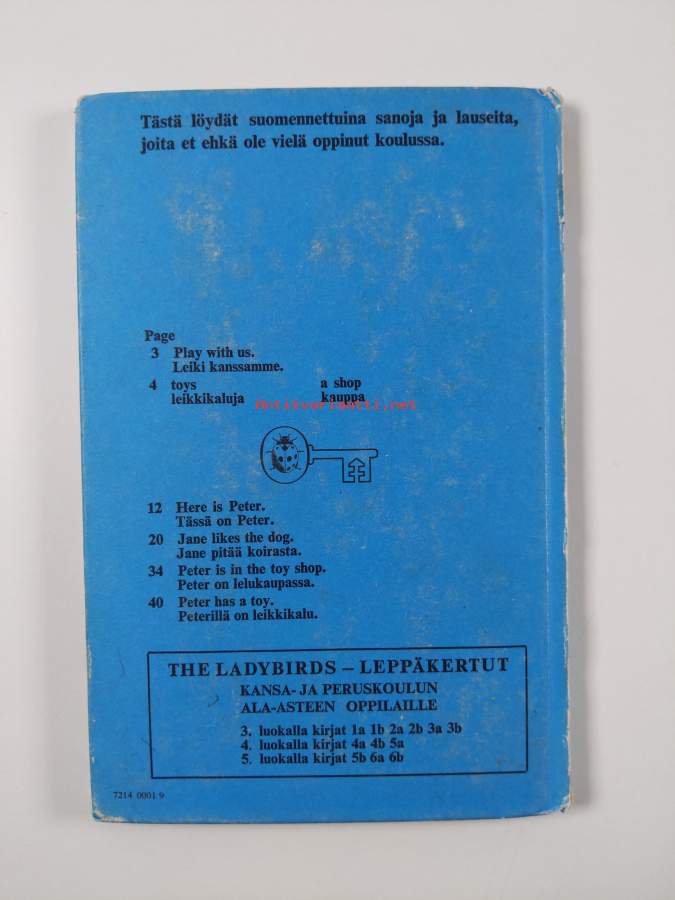 Tästä löydät suomennettuina sanoja ja lauseita,
joita et ehkä ole vielä oppinut koulussa.
Page
3 Play with us.
Leiki kanssamme.
4 toys a shop
leikkikaluja kauppa
Antikvariaatti.net
12 Here is Peter.
Tässä on Peter.
20 Jane likes the dog.
Jane pitää koirasta.
34 Peter is in the toy shop.
Peter on lelukaupassa.
40 Peter has a toy.
Peterillä on leikkikalu.
THE LADYBIRDS – LEPPÄKERTUT
KANSA- JA PERUSKOULUN
ALA-ASTEEN OPPILAILLE
3. luokalla kirjat 1a 1b 2a 2b 3a 3b
4. luokalla kirjat 4a 4b 5a
5. luokalla kirjat 5b 6a 6b
7214 0001 9